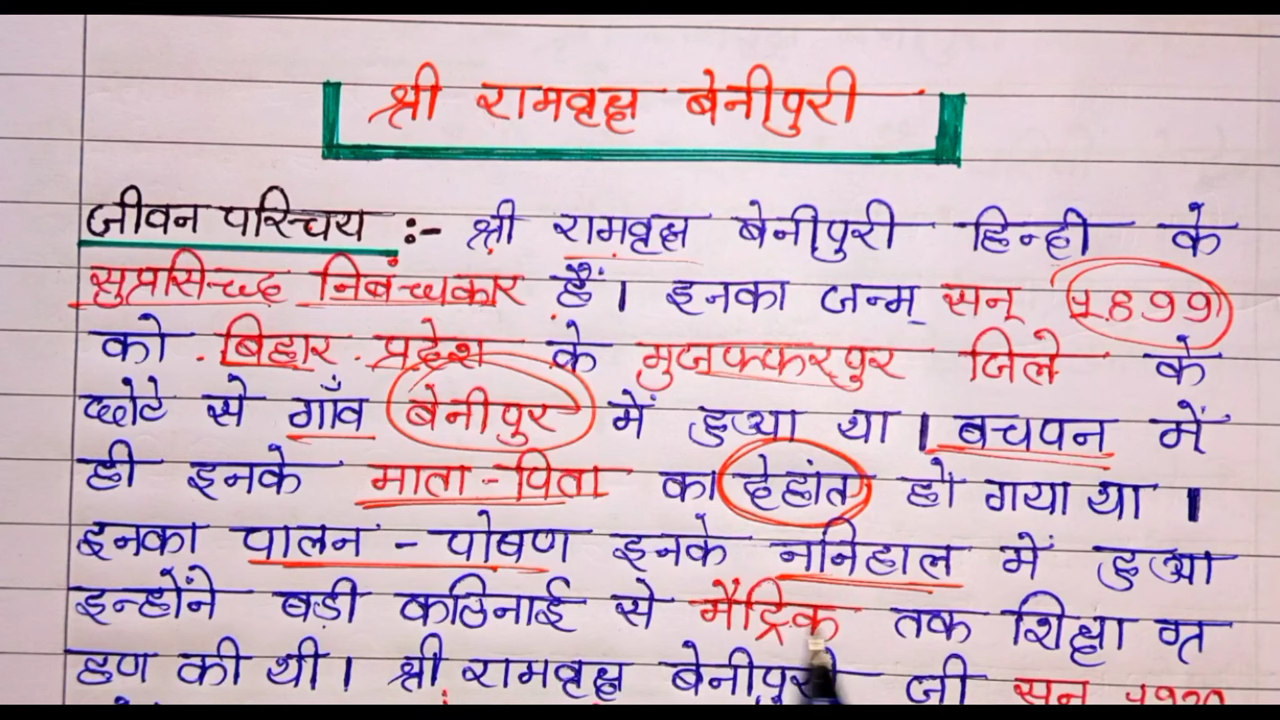 श्री रामवृक्ष बेनीपुरी
जीवन परिचय :- श्री रामवृक्ष बेनीपुरी हिन्दी के
सुप्रसिध्द निबंधकार हैं। इनका जन्म सन् 1899
को बिहार प्रदेश के मुजफ्फरपुर जिले के
छोटे से गाँव बेनीपुर में हुआ था। बचपन में
ही इनके माता-पिता का देहांत हो गया था।
इनका पालन-पोषण इनके ननिहाल में हुआ
इन्होंने बड़ी कठिनाई से मैट्रिक तक शिक्षा ग्र
हण की थी। श्री रामवृक्ष बेनीपुरी जी सन